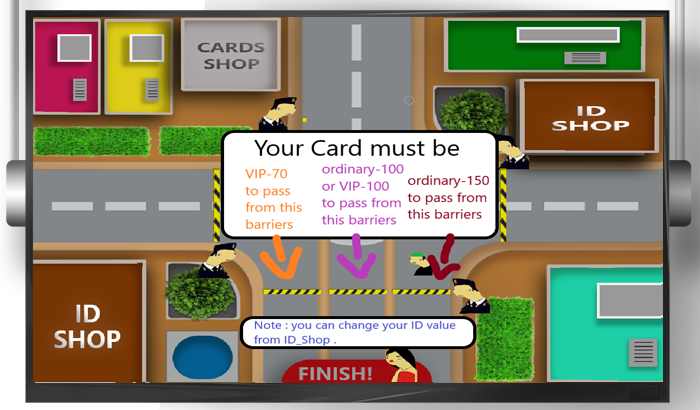 CARDS
SHOP
ID
SHOP
Your Card must be
VIP-70
to pass
from this
barriers
ordinary-100
or VIP-100
to pass from
this barriers
ordinary-150
to pass from
this barriers
ID
SHOP
Note : you can change your ID value
from ID_Shop .
FINISH!